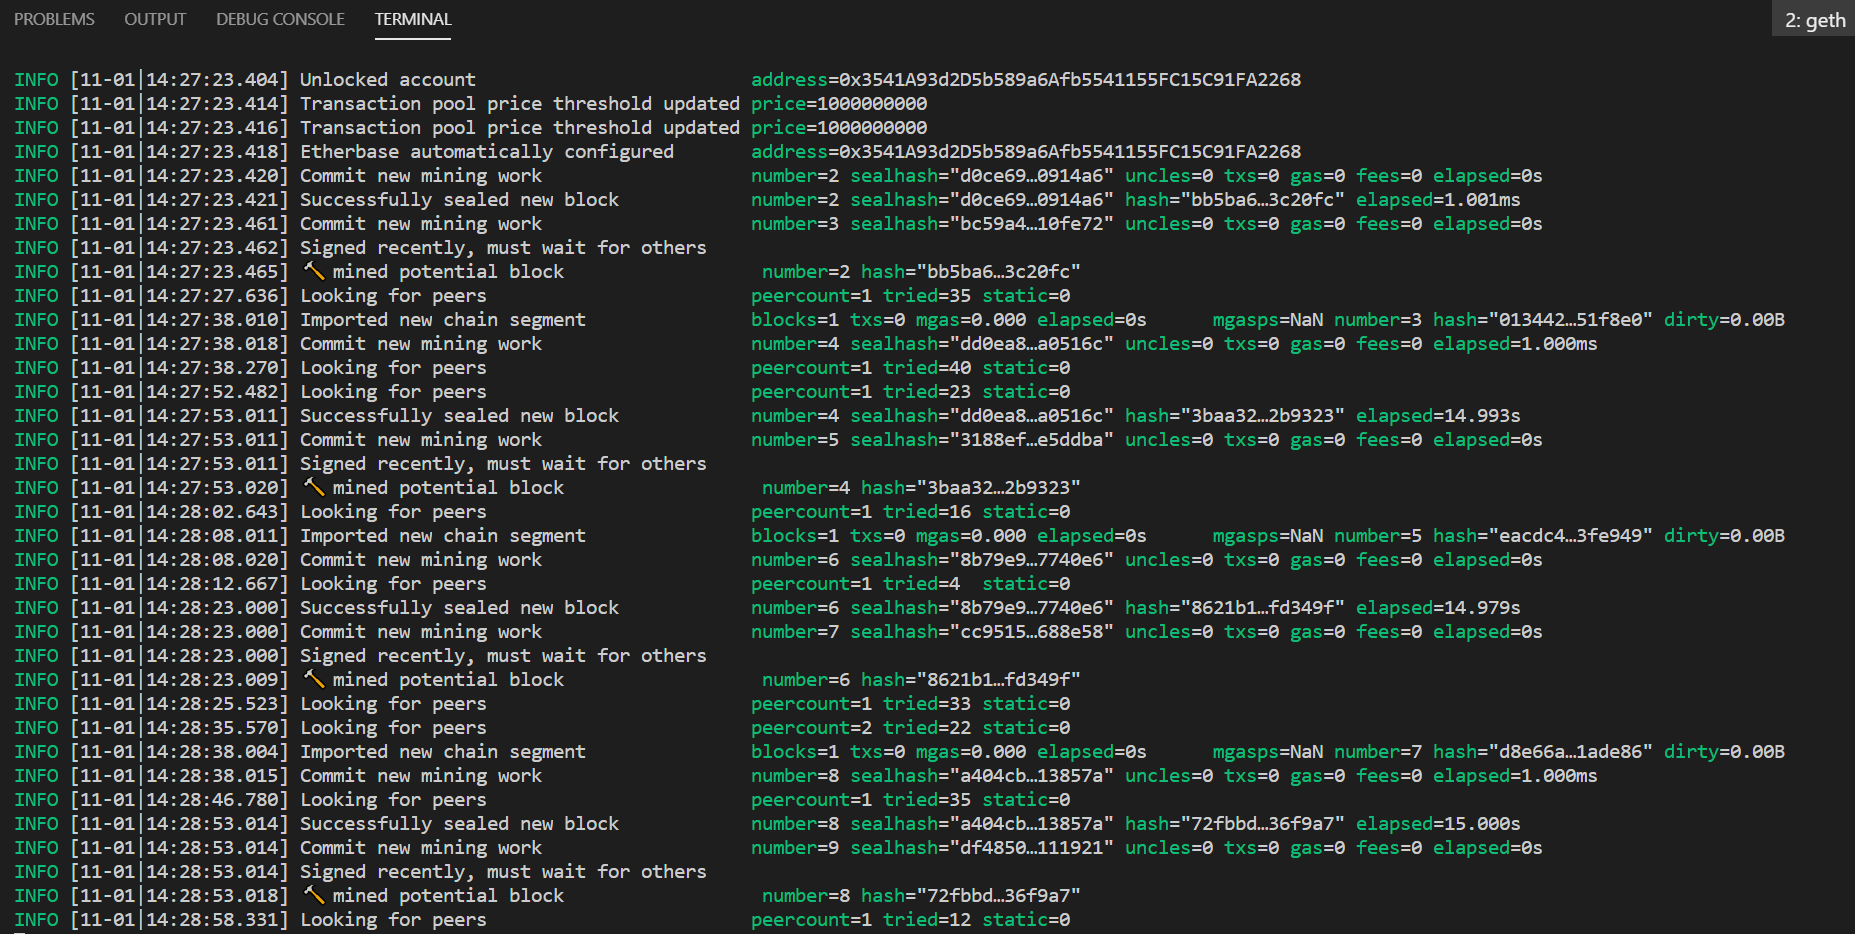 PROBLEMS OUTPUT DEBUG CONSOLE TERMINAL 2: geth
INFO [11-01|14:27:23.404] Unlocked account address=0x3541A93d2D5b589a6Afb5541155FC15C91FA2268
INFO [11-01|14:27:23.414] Transaction pool price threshold updated price=1000000000
INFO [11-01|14:27:23.416] Transaction pool price threshold updated price=1000000000
INFO [11-01|14:27:23.418] Etherbase automatically configured address=0x3541A93d2D5b589a6Afb5541155FC15C91FA2268
INFO [11-01|14:27:23.420] Commit new mining work number=2 sealhash="d0ce69…0914a6" uncles=0 txs=0 gas=0 fees=0 elapsed=0s
INFO [11-01|14:27:23.421] Successfully sealed new block number=2 sealhash="d0ce69…0914a6" hash="bb5ba6…3c20fc" elapsed=1.001ms
INFO [11-01|14:27:23.461] Commit new mining work number=3 sealhash="bc59a4…10fe72" uncles=0 txs=0 gas=0 fees=0 elapsed=0s
INFO [11-01|14:27:23.462] Signed recently, must wait for others
INFO [11-01|14:27:23.465] 🔨 mined potential block number=2 hash="bb5ba6…3c20fc"
INFO [11-01|14:27:27.636] Looking for peers peercount=1 tried=35 static=0
INFO [11-01|14:27:38.010] Imported new chain segment blocks=1 txs=0 mgas=0.000 elapsed=0s mgasps=NaN number=3 hash="013442…51f8e0" dirty=0.00B
INFO [11-01|14:27:38.018] Commit new mining work number=4 sealhash="dd0ea8…a0516c" uncles=0 txs=0 gas=0 fees=0 elapsed=1.000ms
INFO [11-01|14:27:38.270] Looking for peers peercount=1 tried=40 static=0
INFO [11-01|14:27:52.482] Looking for peers peercount=1 tried=23 static=0
INFO [11-01|14:27:53.011] Successfully sealed new block number=4 sealhash="dd0ea8…a0516c" hash="3baa32…2b9323" elapsed=14.993s
INFO [11-01|14:27:53.011] Commit new mining work number=5 sealhash="3188ef…e5ddba" uncles=0 txs=0 gas=0 fees=0 elapsed=0s
INFO [11-01|14:27:53.011] Signed recently, must wait for others
INFO [11-01|14:27:53.020] 🔨 mined potential block number=4 hash="3baa32…2b9323"
INFO [11-01|14:28:02.643] Looking for peers peercount=1 tried=16 static=0
INFO [11-01|14:28:08.011] Imported new chain segment blocks=1 txs=0 mgas=0.000 elapsed=0s mgasps=NaN number=5 hash="eacdc4…3fe949" dirty=0.00B
INFO [11-01|14:28:08.020] Commit new mining work number=6 sealhash="8b79e9…7740e6" uncles=0 txs=0 gas=0 fees=0 elapsed=0s
INFO [11-01|14:28:12.667] Looking for peers peercount=1 tried=4 static=0
INFO [11-01|14:28:23.000] Successfully sealed new block number=6 sealhash="8b79e9…7740e6" hash="8621b1…fd349f" elapsed=14.979s
INFO [11-01|14:28:23.000] Commit new mining work number=7 sealhash="cc9515…688e58" uncles=0 txs=0 gas=0 fees=0 elapsed=0s
INFO [11-01|14:28:23.000] Signed recently, must wait for others
INFO [11-01|14:28:23.009] 🔨 mined potential block number=6 hash="8621b1…fd349f"
INFO [11-01|14:28:25.523] Looking for peers peercount=1 tried=33 static=0
INFO [11-01|14:28:35.570] Looking for peers peercount=2 tried=22 static=0
INFO [11-01|14:28:38.004] Imported new chain segment blocks=1 txs=0 mgas=0.000 elapsed=0s mgasps=NaN number=7 hash="d8e66a…1ade86" dirty=0.00B
INFO [11-01|14:28:38.015] Commit new mining work number=8 sealhash="a404cb…13857a" uncles=0 txs=0 gas=0 fees=0 elapsed=1.000ms
INFO [11-01|14:28:46.780] Looking for peers peercount=1 tried=35 static=0
INFO [11-01|14:28:53.014] Successfully sealed new block number=8 sealhash="a404cb…13857a" hash="72fbbd…36f9a7" elapsed=15.000s
INFO [11-01|14:28:53.014] Commit new mining work number=9 sealhash="df4850…111921" uncles=0 txs=0 gas=0 fees=0 elapsed=0s
INFO [11-01|14:28:53.014] Signed recently, must wait for others
INFO [11-01|14:28:53.018] 🔨 mined potential block number=8 hash="72fbbd…36f9a7"
INFO [11-01|14:28:58.331] Looking for peers peercount=1 tried=12 static=0